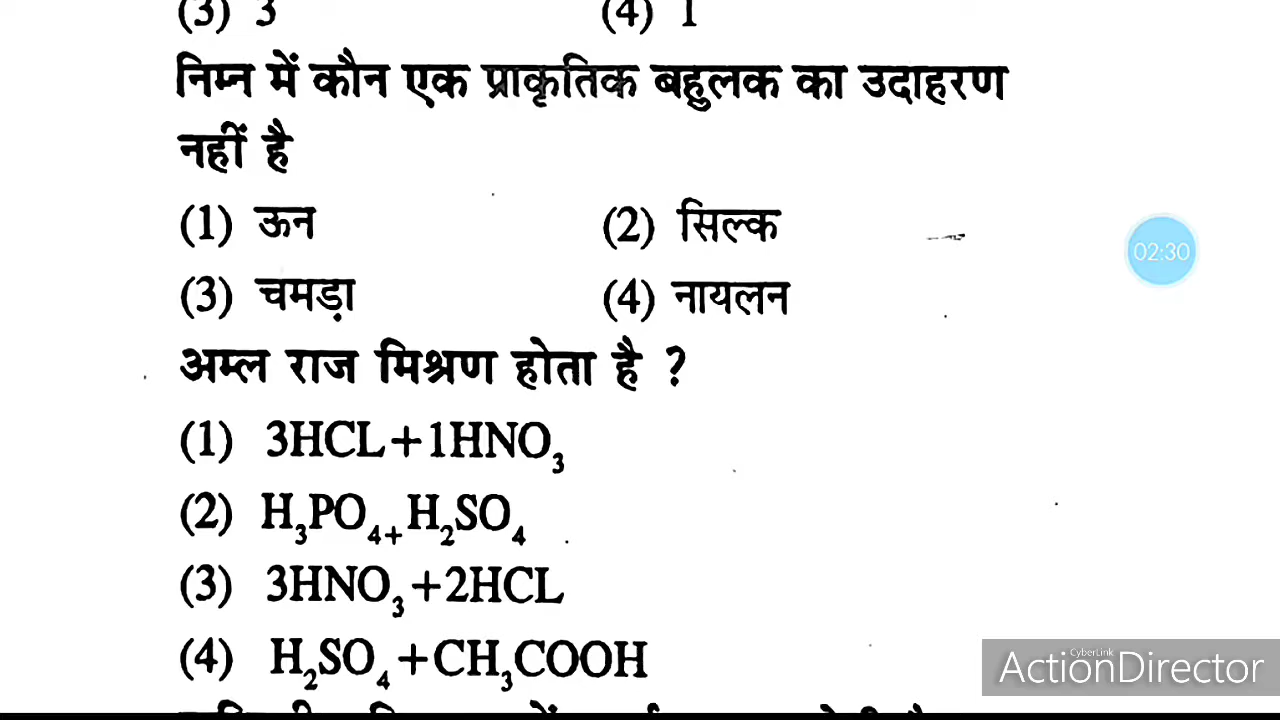 (3) 3 (4) 1
निम्न में कौन एक प्राकृतिक बहुलक का उदाहरण
नहीं है
(1) ऊन (2) सिल्क
02:30
(3) चमड़ा (4) नायलन
अम्ल राज मिश्रण होता है ?
(1) 3HCL+1HNO₃
(2) H₃PO₄₊H₂SO₄
(3) 3HNO₃+2HCL
(4) H₂SO₄+CH₃COOH
CyberLink
ActionDirector